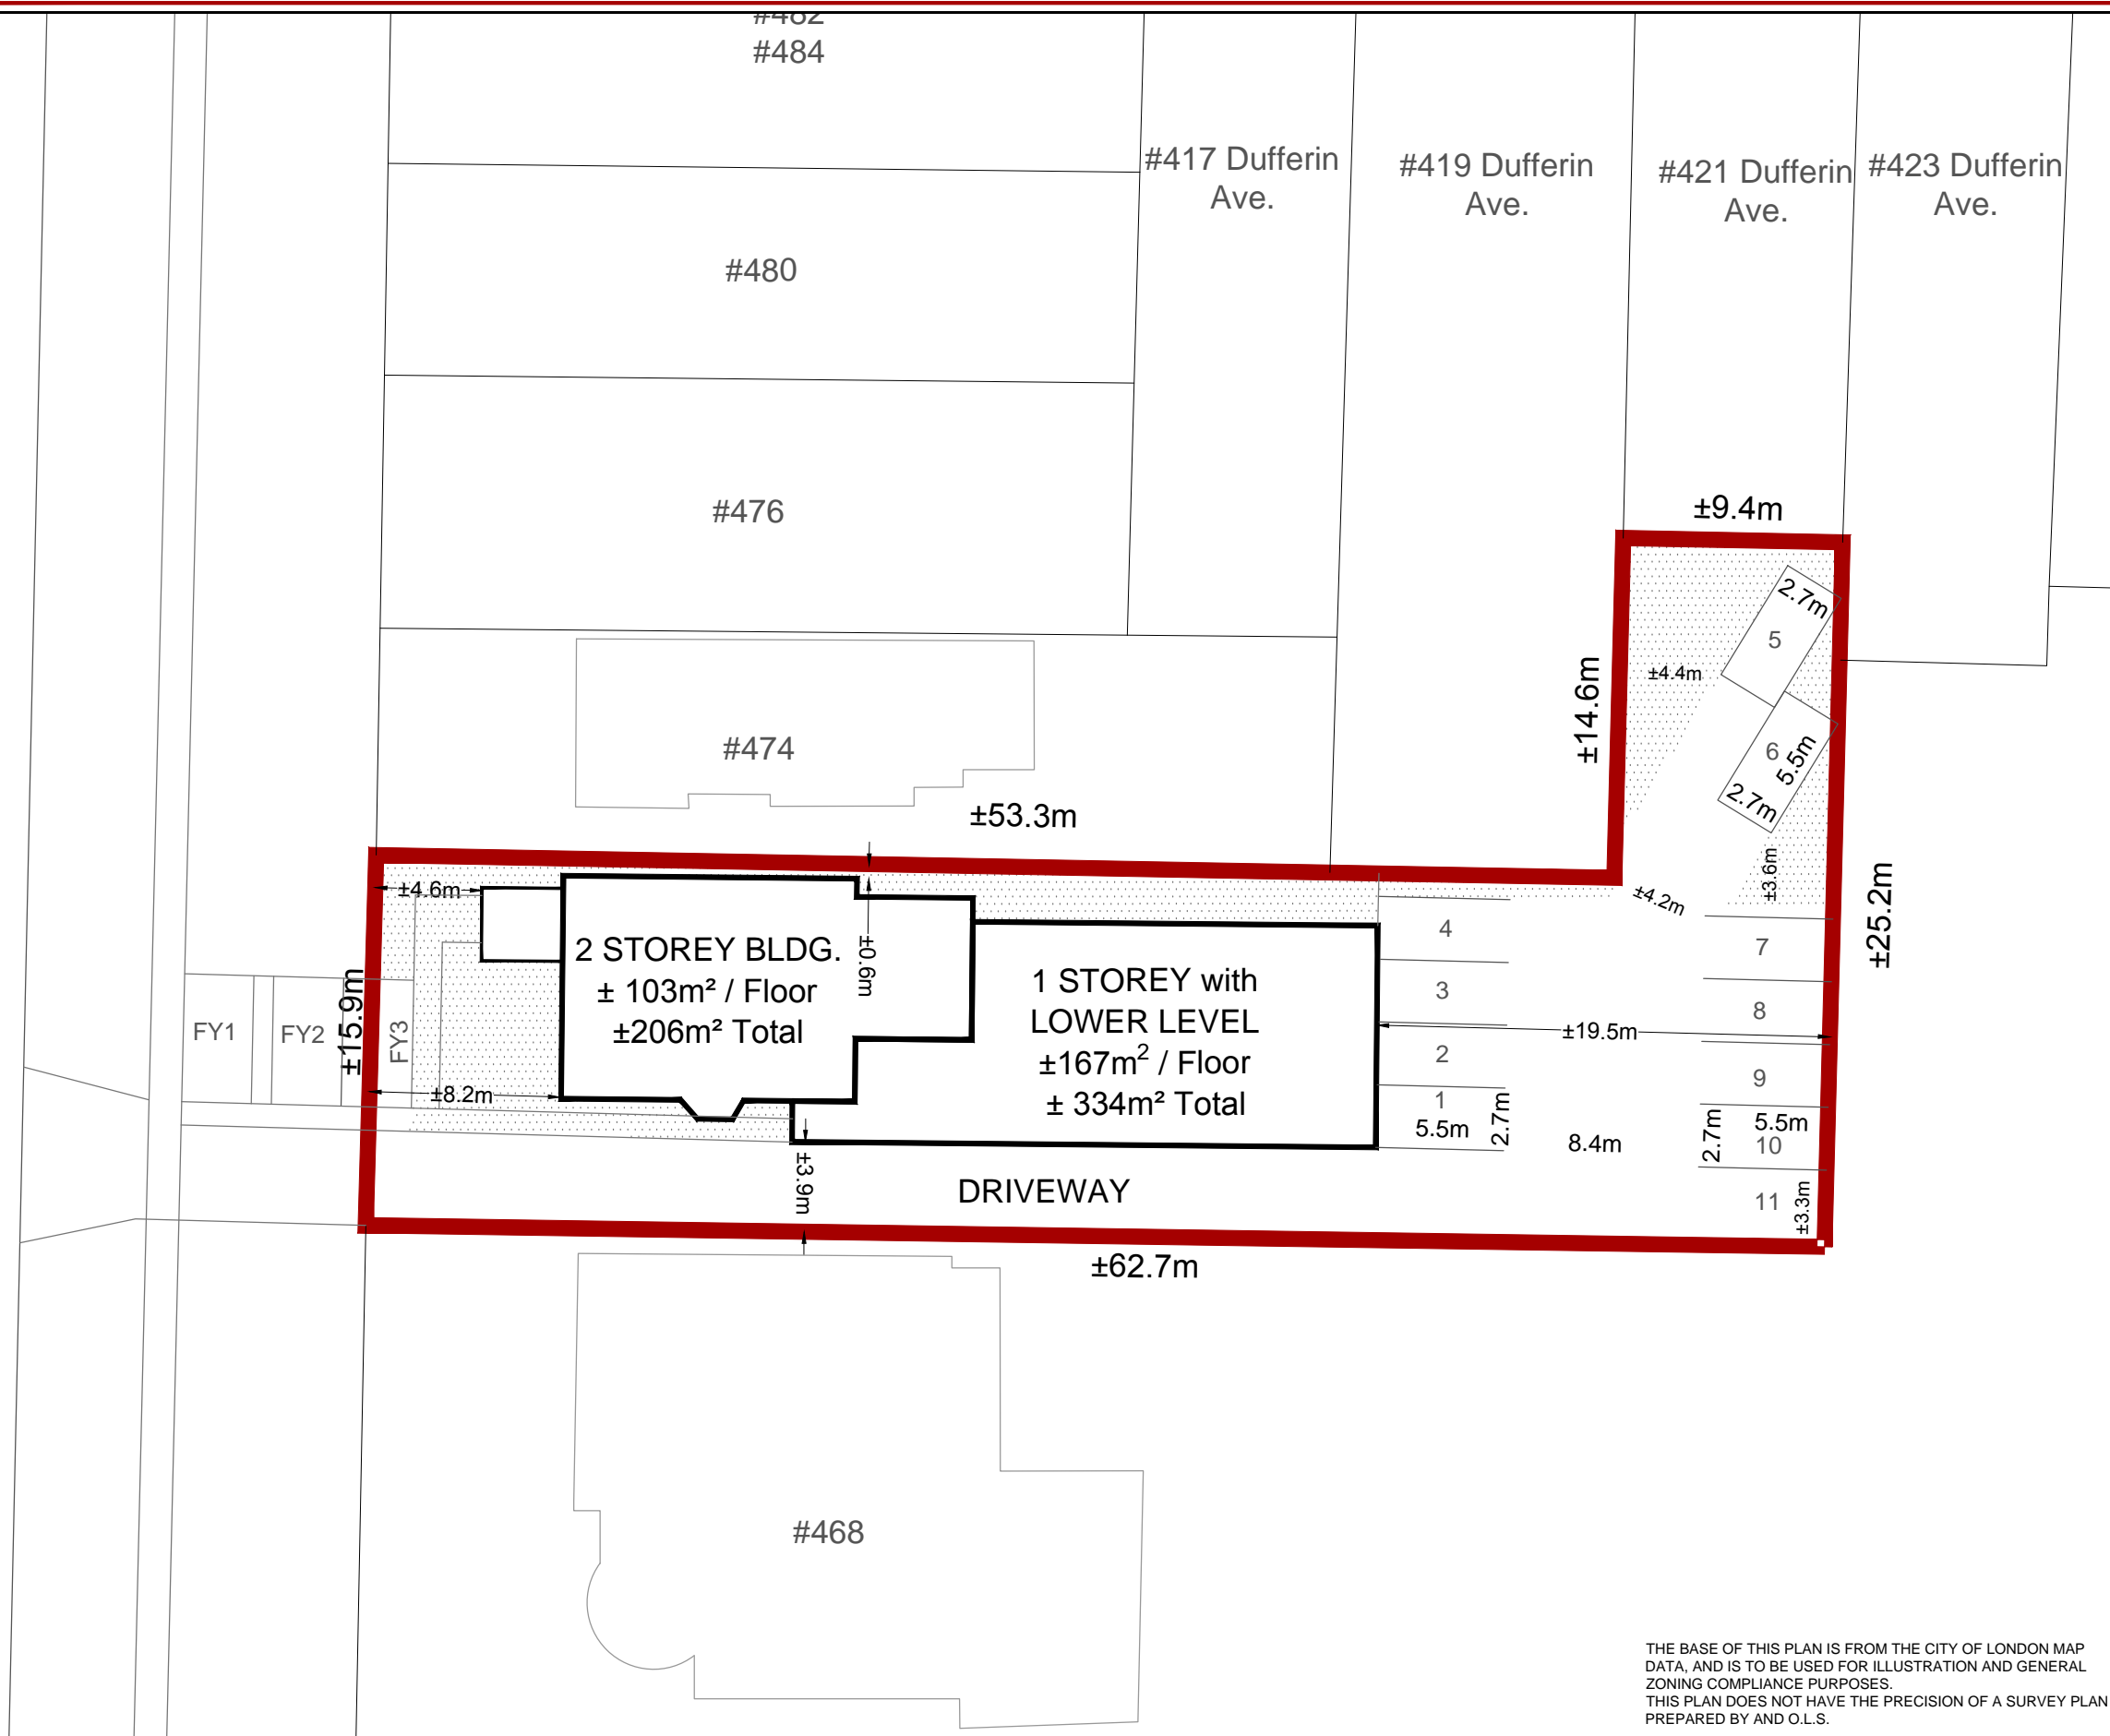 #482
#484
#417 Dufferin
Ave.
#419 Dufferin
Ave.
#421 Dufferin
Ave.
#423 Dufferin
Ave.
#480
#476
±9.4m
2.7m
5
±4.4m
±14.6m
6
5.5m
2.7m
#474
±53.3m
±3.6m
±4.2m
±25.2m
±4.6m
2 STOREY BLDG.
± 103m² / Floor
±206m² Total
±0.6m
1 STOREY with
LOWER LEVEL
±167m² / Floor
± 334m² Total
4
3
2
1
5.5m
2.7m
±19.5m
8.4m
7
8
9
5.5m
10
2.7m
11
±3.3m
FY1
FY2
±15.9m
FY3
±8.2m
±3.9m
DRIVEWAY
±62.7m
#468
THE BASE OF THIS PLAN IS FROM THE CITY OF LONDON MAP
DATA, AND IS TO BE USED FOR ILLUSTRATION AND GENERAL
ZONING COMPLIANCE PURPOSES.
THIS PLAN DOES NOT HAVE THE PRECISION OF A SURVEY PLAN
PREPARED BY AND O.L.S.